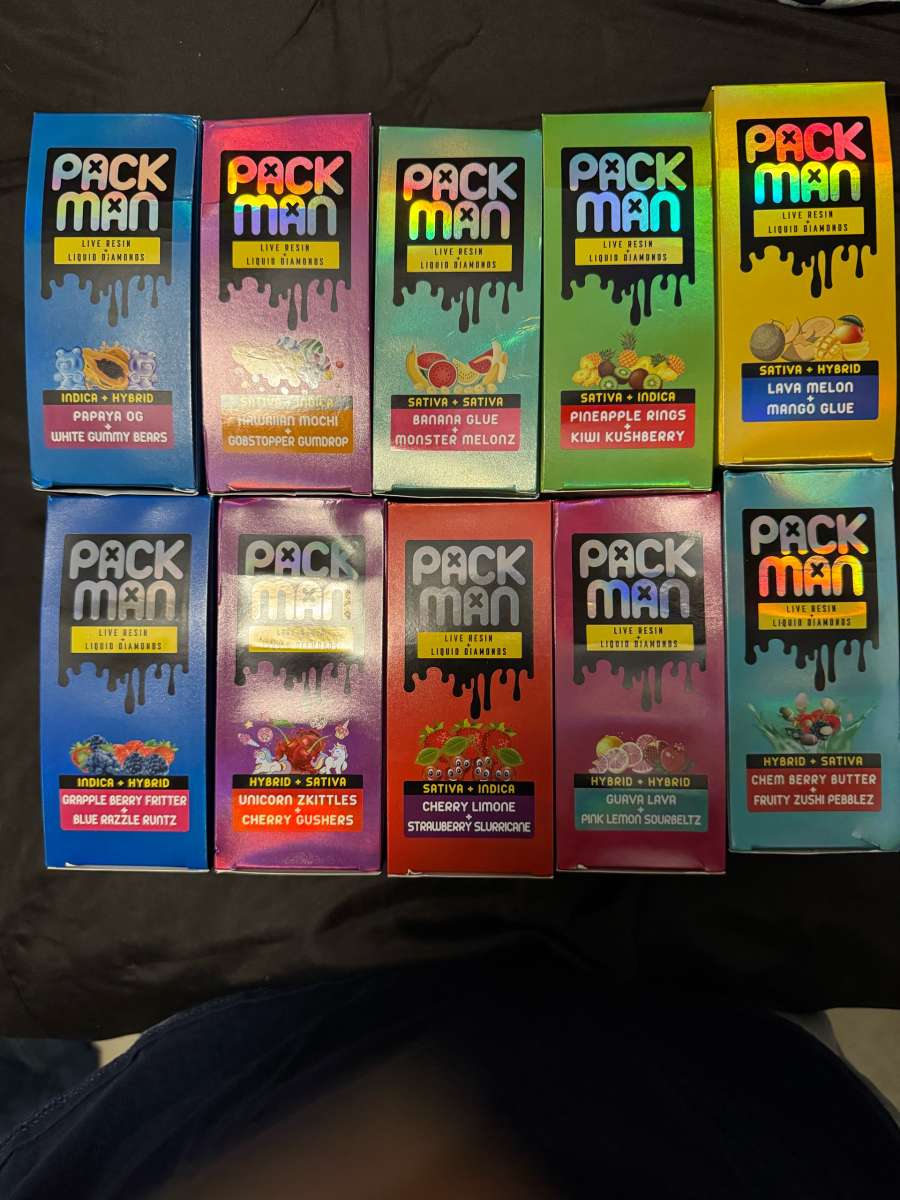 PACK
MAN
LIVE RESIN
+
LIQUID DIAMONDS
INDICA + HYBRID
PAPAYA OG
+
WHITE GUMMY BEARS
PACK
MAN
LIVE RESIN
+
LIQUID DIAMONDS
SATIVA + INDICA
HAWAIIAN MOCHI
+
GOBSTOPPER GUMDROP
PACK
MAN
LIVE RESIN
+
LIQUID DIAMONDS
SATIVA + SATIVA
BANANA GLUE
+
MONSTER MELONZ
PACK
MAN
LIVE RESIN
+
LIQUID DIAMONDS
SATIVA + INDICA
PINEAPPLE RINGS
+
KIWI KUSHBERRY
PACK
MAN
LIVE RESIN
+
LIQUID DIAMONDS
SATIVA + HYBRID
LAVA MELON
+
MANGO GLUE
PACK
MAN
LIVE RESIN
+
LIQUID DIAMONDS
INDICA + HYBRID
GRAPPLE BERRY FRITTER
+
BLUE RAZZLE RUNTZ
PACK
MAN
LIVE RESIN
+
LIQUID DIAMONDS
HYBRID + SATIVA
UNICORN ZKITTLES
+
CHERRY GUSHERS
PACK
MAN
LIVE RESIN
+
LIQUID DIAMONDS
SATIVA + INDICA
CHERRY LIMONE
+
STRAWBERRY SLURRICANE
PACK
MAN
LIVE RESIN
+
LIQUID DIAMONDS
HYBRID + HYBRID
GUAVA LAVA
+
PINK LEMON SOURBELTZ
PACK
MAN
LIVE RESIN
+
LIQUID DIAMONDS
HYBRID + SATIVA
CHEM BERRY BUTTER
+
FRUITY ZUSHI PEBBLEZ